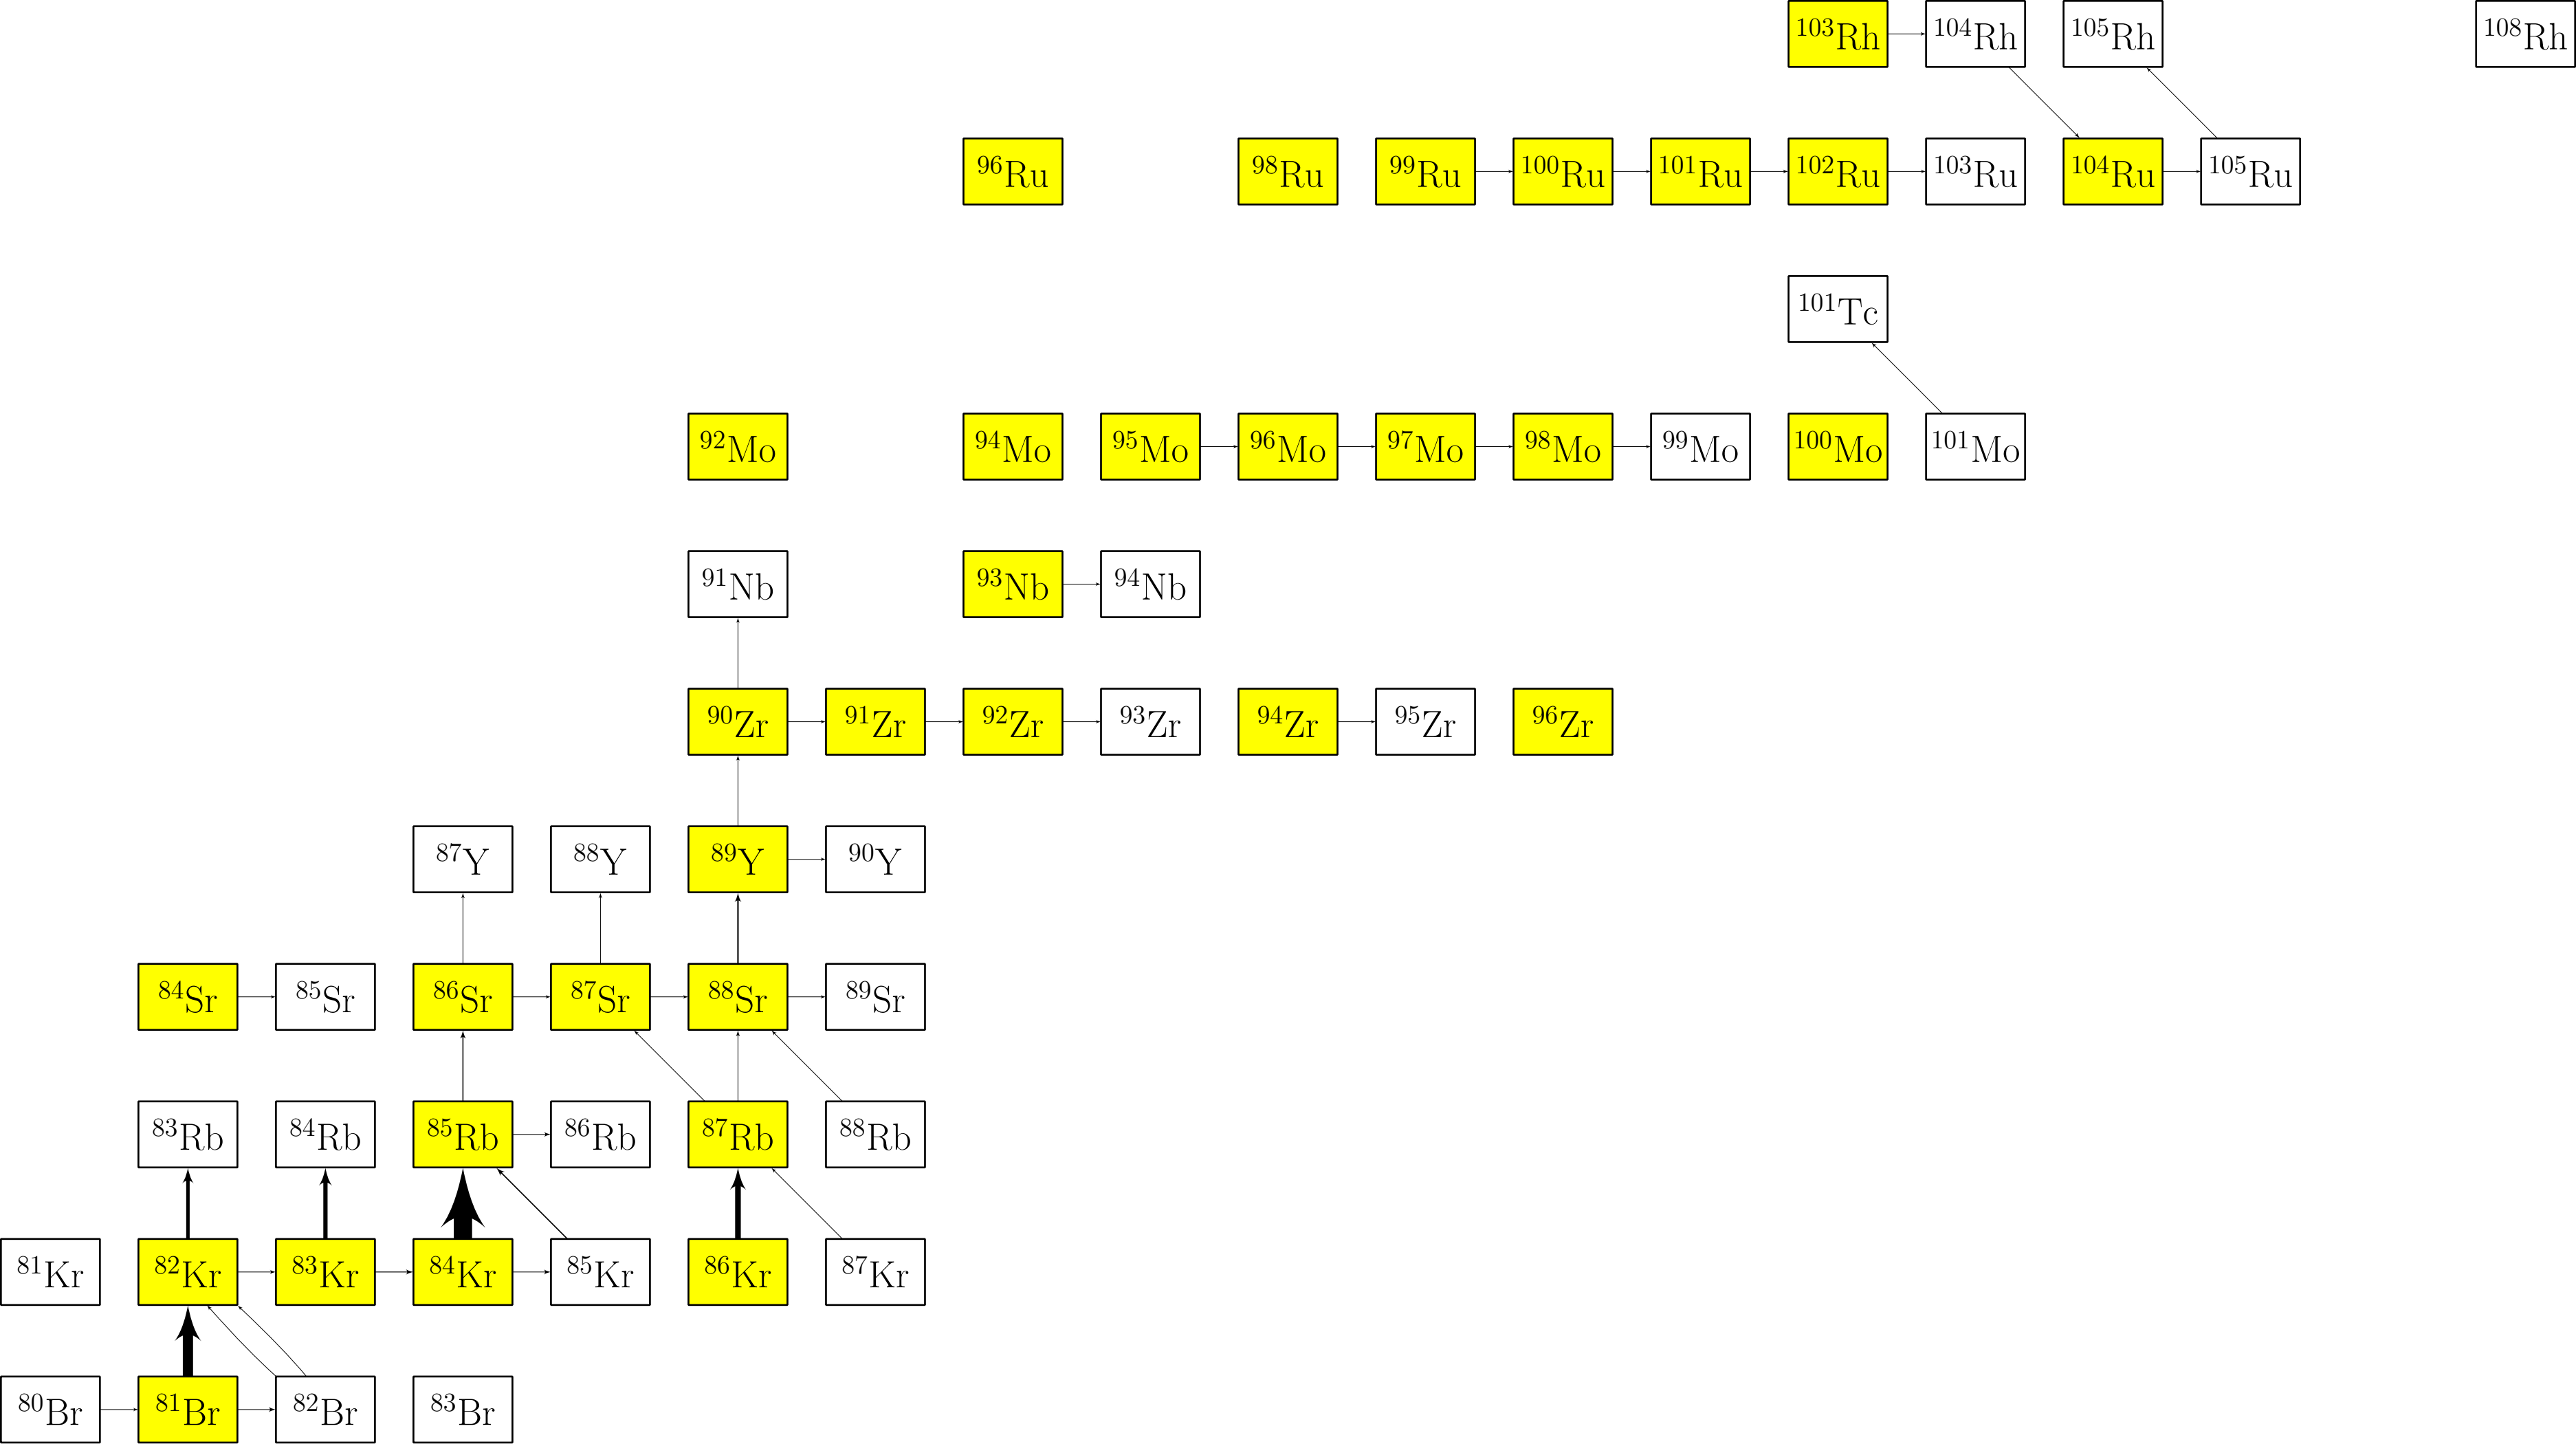 ¹⁰³Rh ¹⁰⁴Rh ¹⁰⁵Rh ¹⁰⁸Rh
⁹⁶Ru ⁹⁸Ru ⁹⁹Ru ¹⁰⁰Ru ¹⁰¹Ru ¹⁰²Ru ¹⁰³Ru ¹⁰⁴Ru ¹⁰⁵Ru
¹⁰¹Tc
⁹²Mo ⁹⁴Mo ⁹⁵Mo ⁹⁶Mo ⁹⁷Mo ⁹⁸Mo ⁹⁹Mo ¹⁰⁰Mo ¹⁰¹Mo
⁹¹Nb ⁹³Nb ⁹⁴Nb
⁹⁰Zr ⁹¹Zr ⁹²Zr ⁹³Zr ⁹⁴Zr ⁹⁵Zr ⁹⁶Zr
⁸⁷Y ⁸⁸Y ⁸⁹Y ⁹⁰Y
⁸⁴Sr ⁸⁵Sr ⁸⁶Sr ⁸⁷Sr ⁸⁸Sr ⁸⁹Sr
⁸³Rb ⁸⁴Rb ⁸⁵Rb ⁸⁶Rb ⁸⁷Rb ⁸⁸Rb
⁸¹Kr ⁸²Kr ⁸³Kr ⁸⁴Kr ⁸⁵Kr ⁸⁶Kr ⁸⁷Kr
⁸⁰Br ⁸¹Br ⁸²Br ⁸³Br